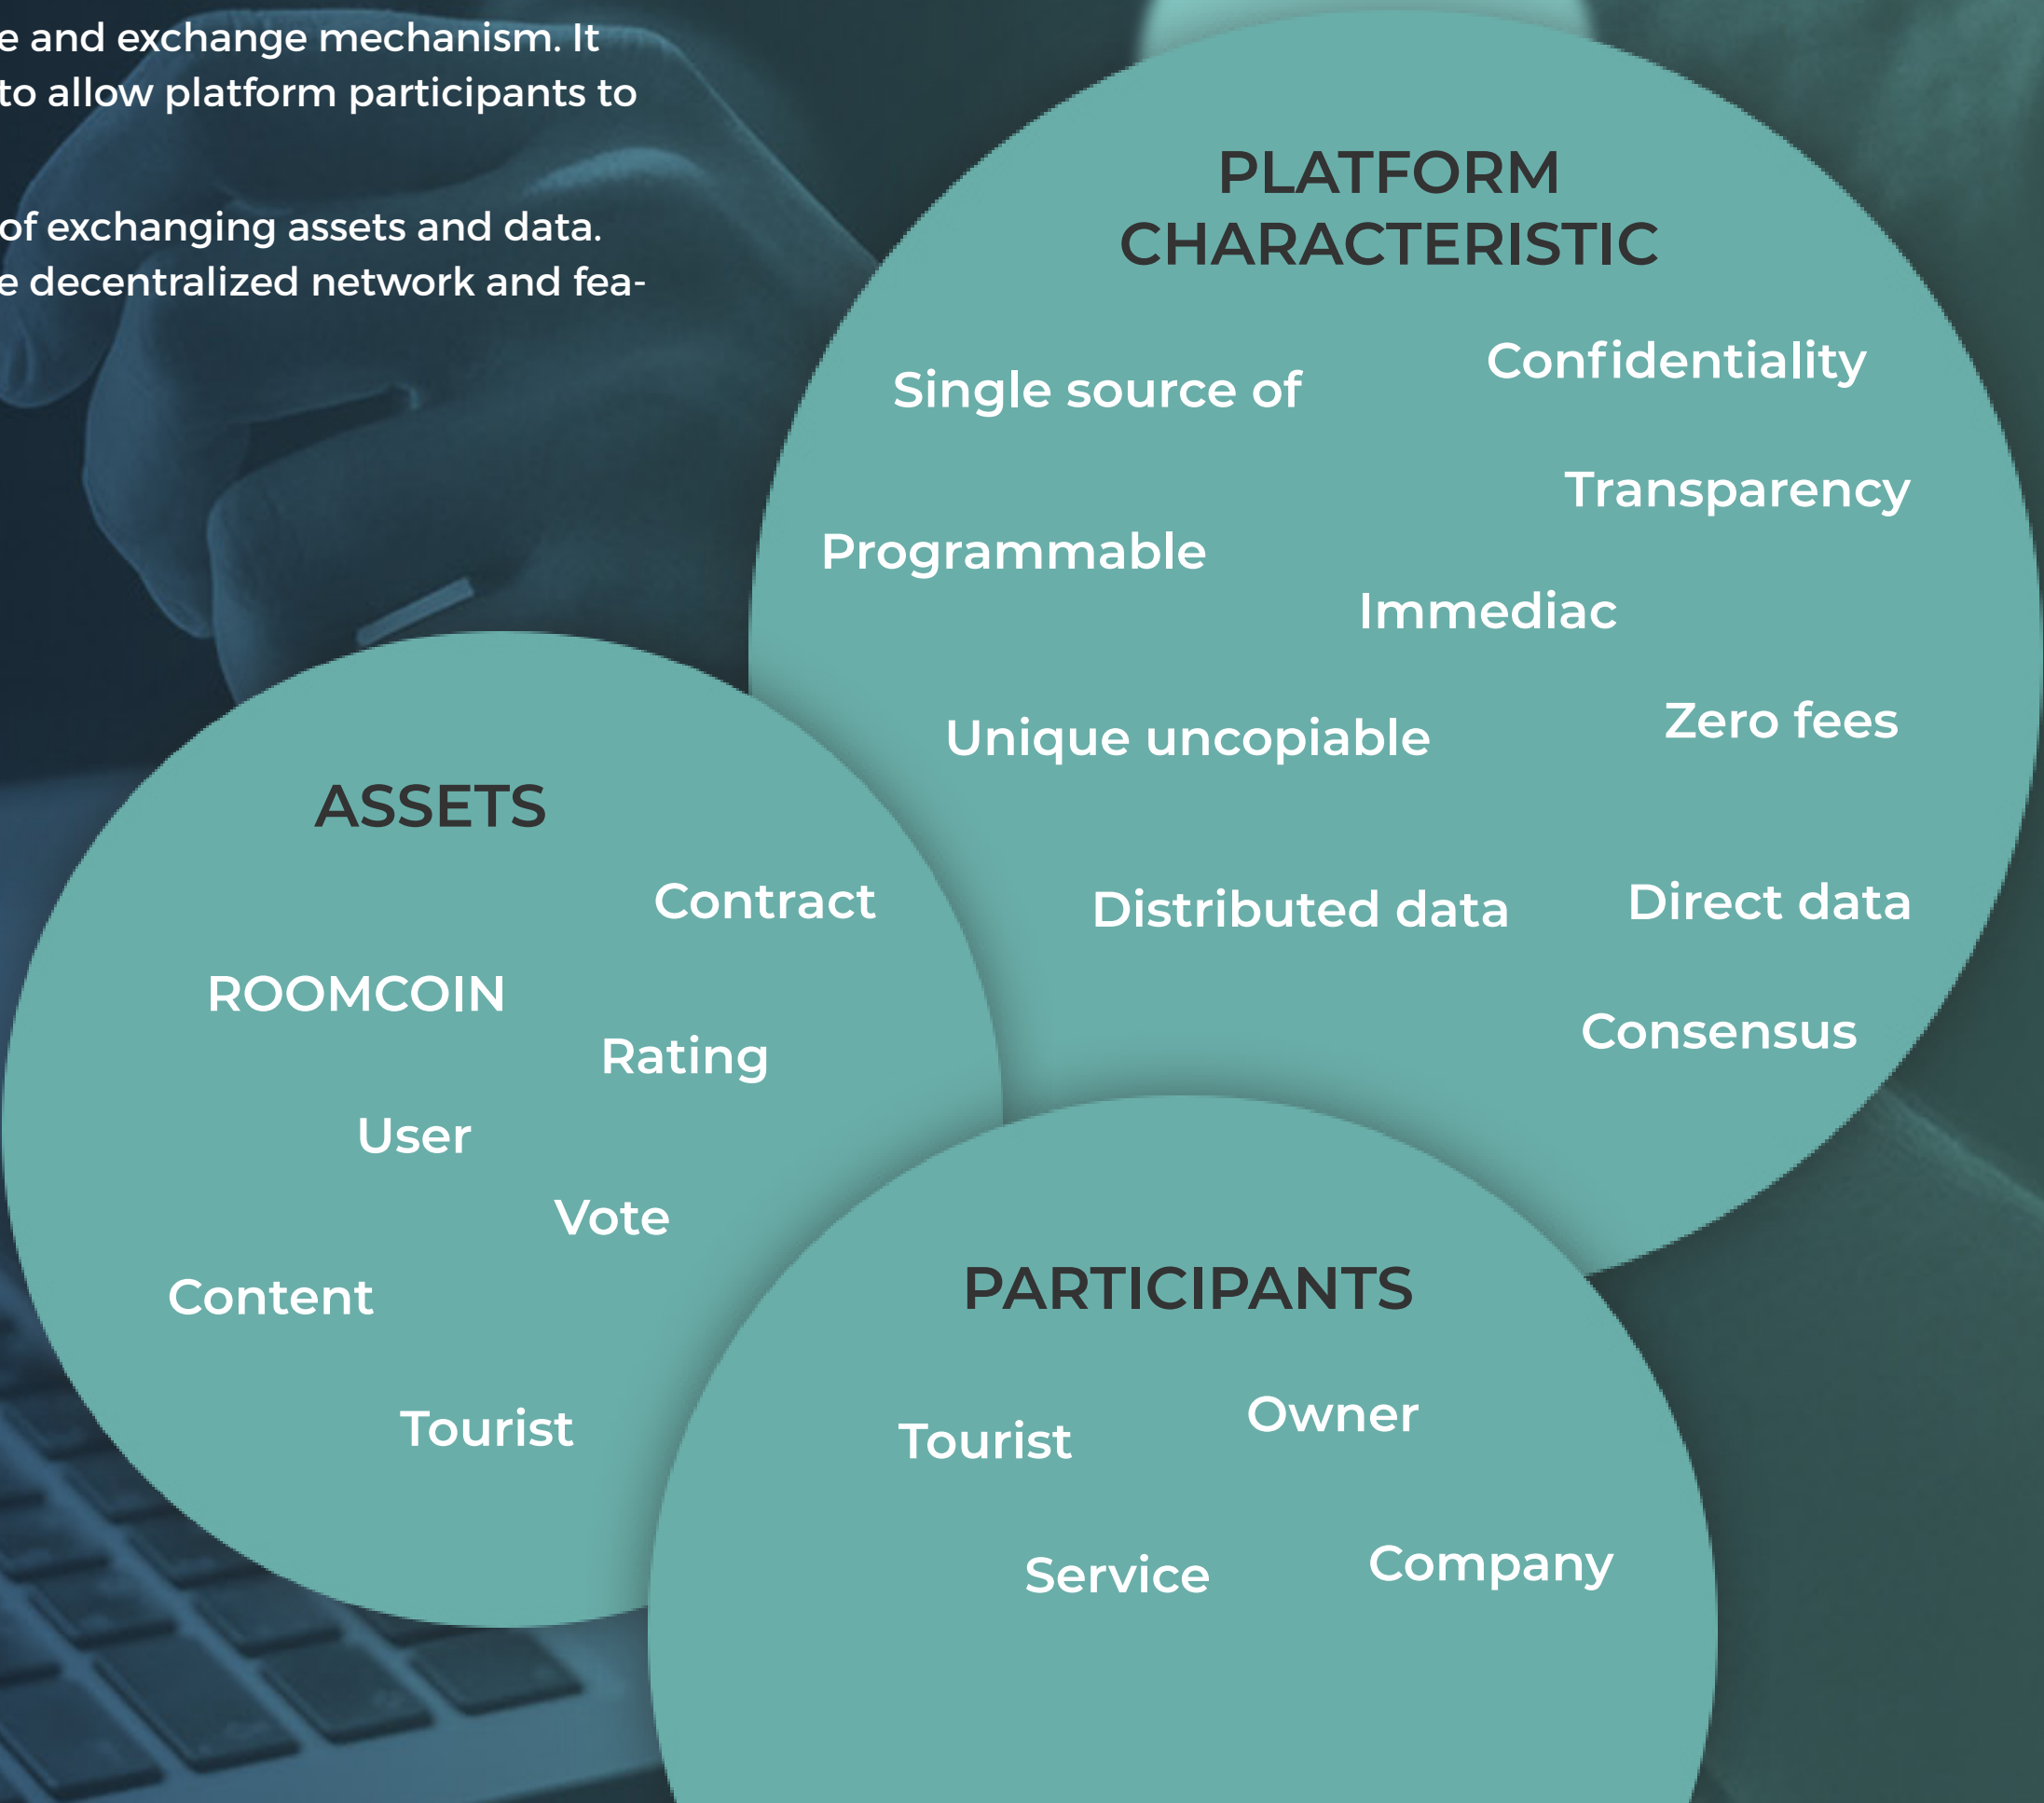 e and exchange mechanism. It
to allow platform participants to
of exchanging assets and data.
e decentralized network and fea-
PLATFORM
CHARACTERISTIC
Confidentiality
Single source of
Transparency
Programmable
Immediac
Zero fees
Unique uncopiable
Direct data
Distributed data
Consensus
ASSETS
Contract
ROOMCOIN
Rating
User
Vote
Content
Tourist
PARTICIPANTS
Owner
Tourist
Company
Service